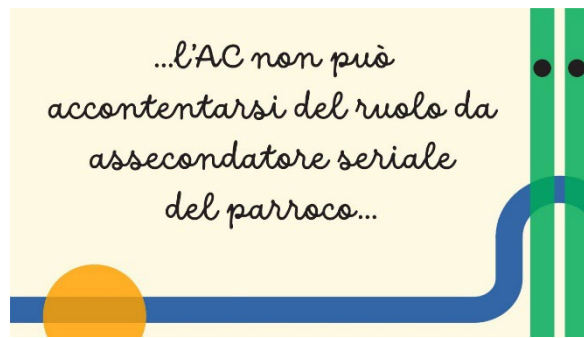 ...l'AC non può
accontentarsi del ruolo da
assecondatore seriale
del parroco...